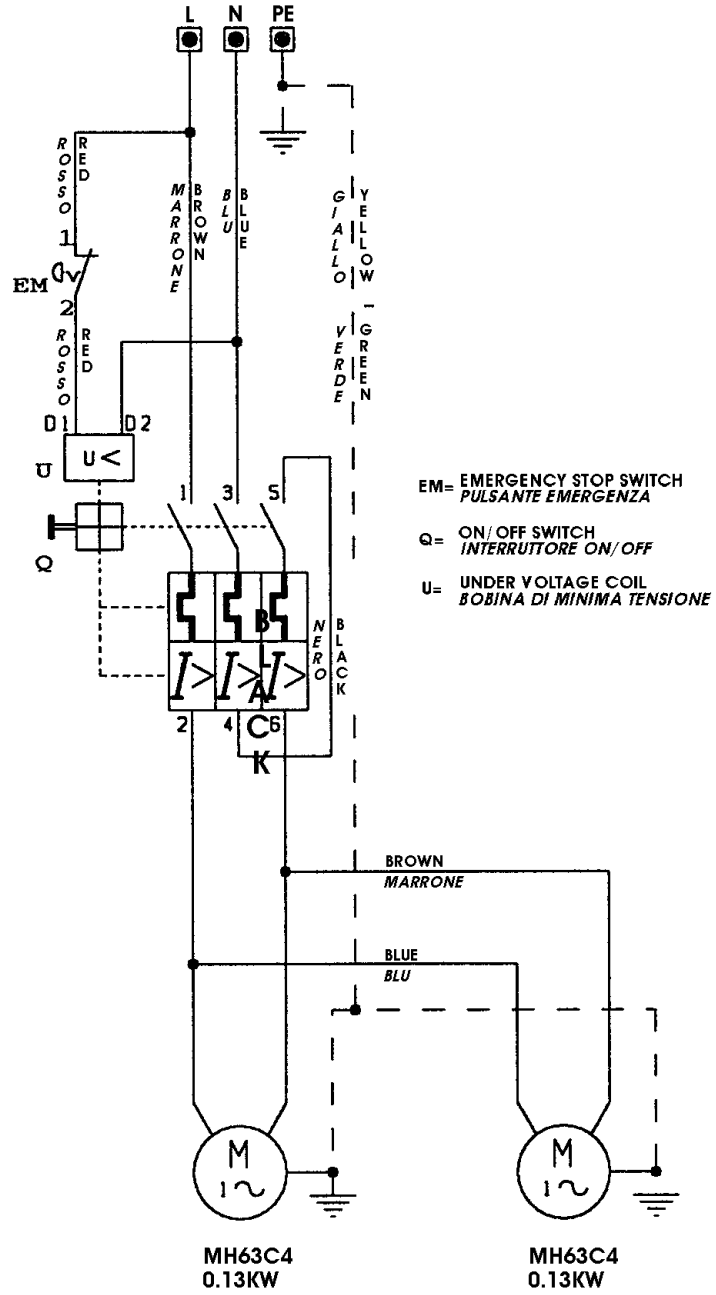 L N PE
ROSSO RED
MARRONE BROWN
BLU BLUE
GIALLO YELLOW
- GREEN
VERDE
1
EM
2
ROSSO RED
D1 D2
U U<
1 3 5
Q
EM= EMERGENCY STOP SWITCH
PULSANTE EMERGENZA
Q= ON/OFF SWITCH
INTERRUTTORE ON/OFF
U= UNDER VOLTAGE COIL
BOBINA DI MINIMA TENSIONE
NERO BLACK
BLACK
I> I> I>
2 4 6
BROWN
MARRONE
BLUE
BLU
M M
1~ 1~
MH63C4 MH63C4
0.13KW 0.13KW